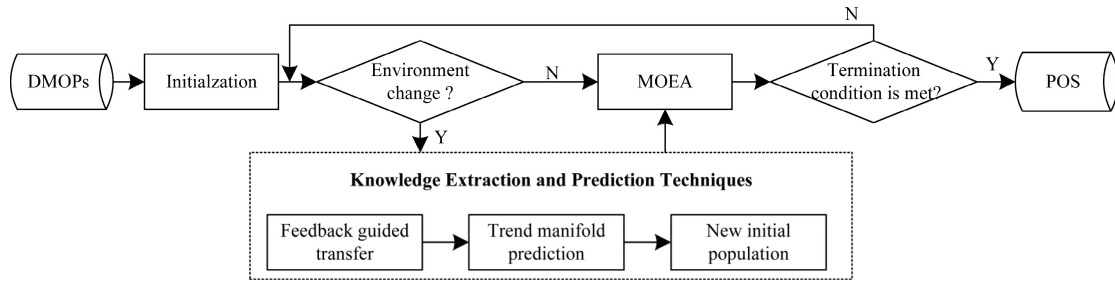 N
DMOPs
Initialzation
Environment
change ?
N
MOEA
Termination
condition is met?
Y
POS
Y
Knowledge Extraction and Prediction Techniques
Feedback guided
transfer
Trend manifold
prediction
New initial
population